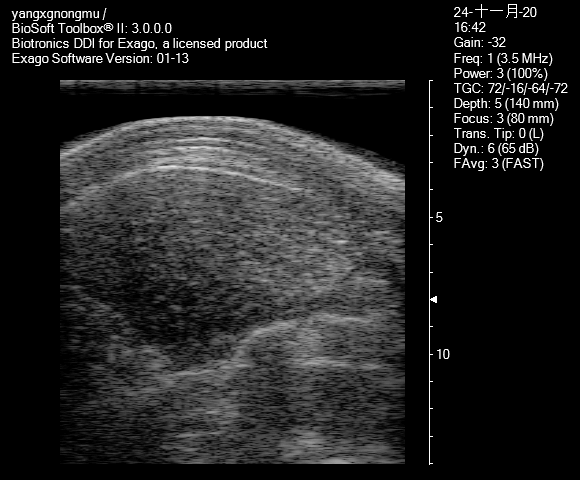 yangxgnongmu /
BioSoft Toolbox® II: 3.0.0.0
Biotronics DDI for Exago, a licensed product
Exago Software Version: 01-13
24-十一月-20
16:42
Gain: -32
Freq: 1 (3.5 MHz)
Power: 3 (100%)
TGC: 72/-16/-64/-72
Depth: 5 (140 mm)
Focus: 3 (80 mm)
Trans. Tip: 0 (L)
Dyn.: 6 (65 dB)
FAvg: 3 (FAST)
5
10